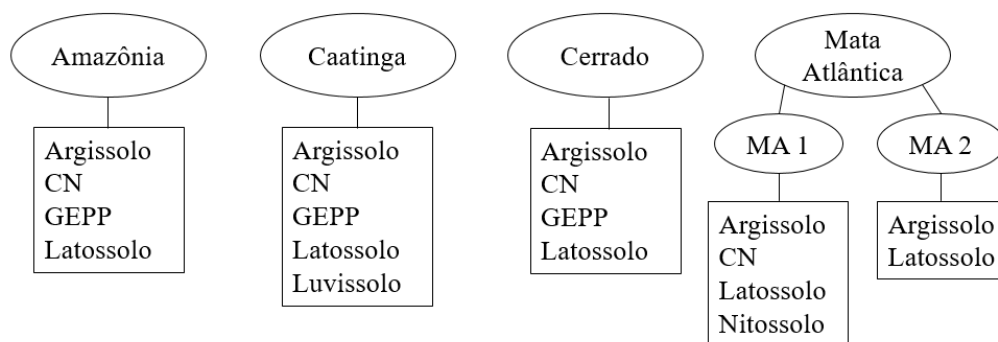 Amazônia
Argissolo
CN
GEPP
Latossolo
Caatinga
Argissolo
CN
GEPP
Latossolo
Luvissolo
Cerrado
Argissolo
CN
GEPP
Latossolo
Mata
Atlântica
MA 1
Argissolo
CN
Latossolo
Nitossolo
MA 2
Argissolo
Latossolo